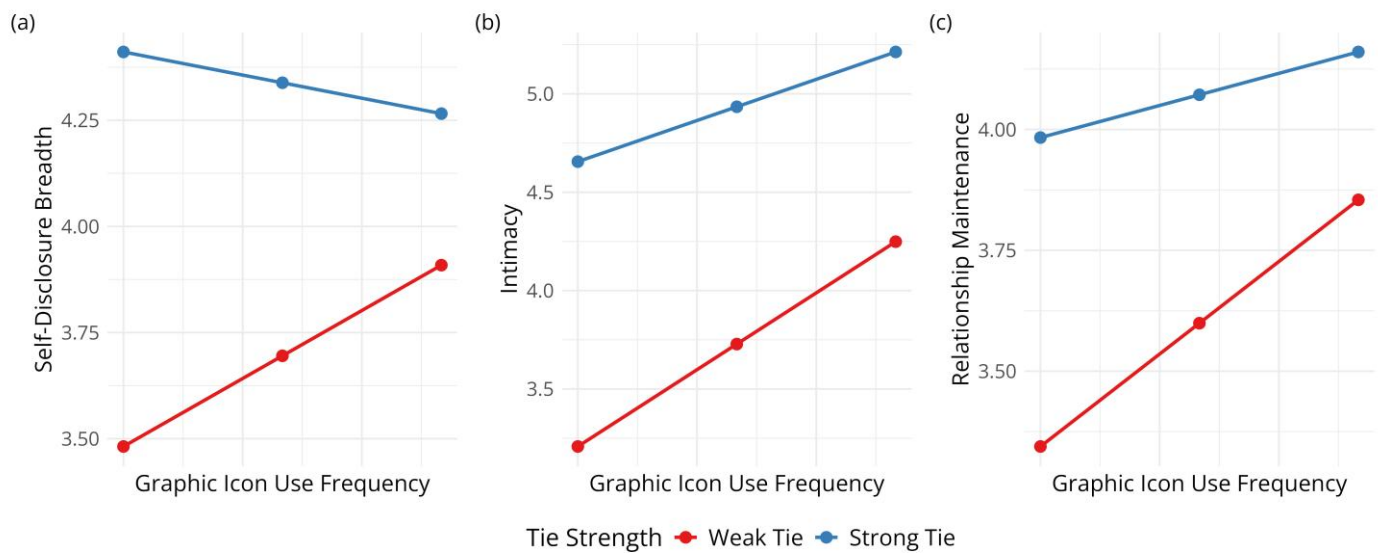 (a)
Self-Disclosure Breadth
4.25
4.00
3.75
3.50
Graphic Icon Use Frequency
(b)
Intimacy
5.0
4.5
4.0
3.5
Graphic Icon Use Frequency
(c)
Relationship Maintenance
4.00
3.75
3.50
Graphic Icon Use Frequency
Tie Strength Weak Tie Strong Tie